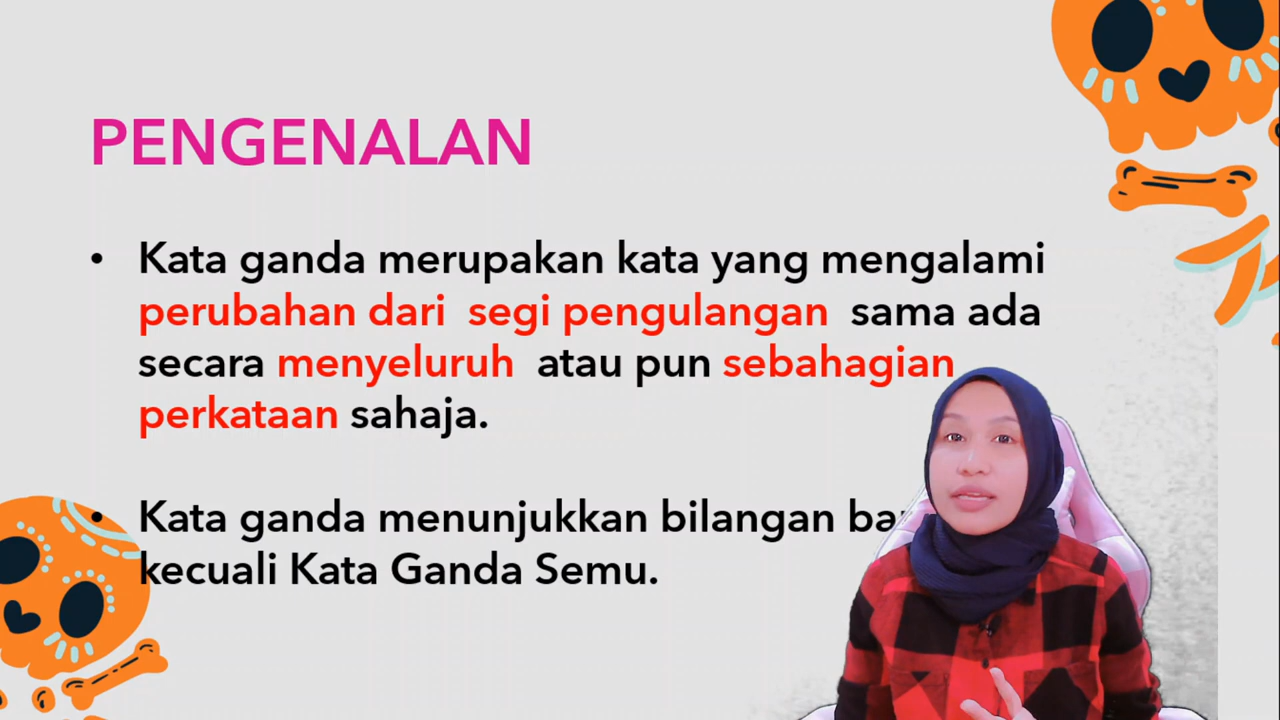 PENGENALAN
• Kata ganda merupakan kata yang mengalami
perubahan dari segi pengulangan sama ada
secara menyeluruh atau pun sebahagian
perkataan sahaja.
• Kata ganda menunjukkan bilangan
kecuali Kata Ganda Semu.